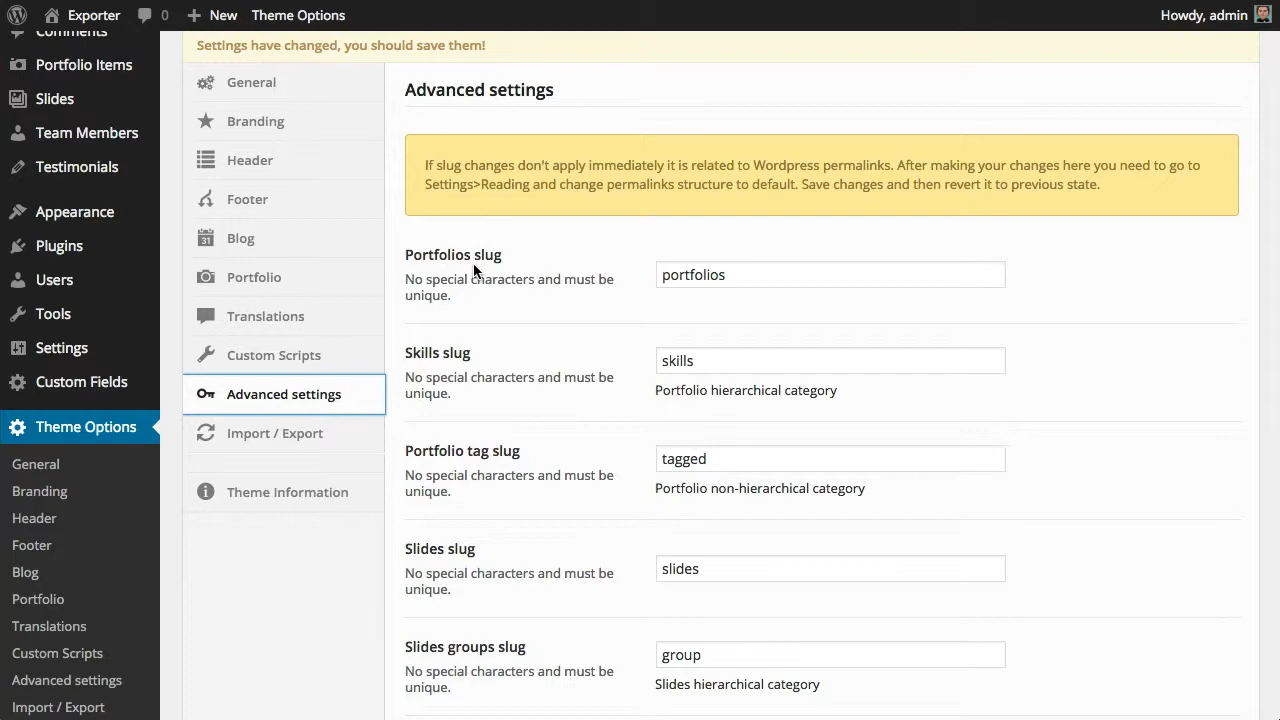 Exporter 0 New Theme Options Howdy, admin
Comments
Portfolio Items
Slides
Team Members
Testimonials
Appearance
Plugins
Users
Tools
Settings
Custom Fields
Theme Options
General
Branding
Header
Footer
Blog
Portfolio
Translations
Custom Scripts
Advanced settings
Import / Export
Settings have changed, you should save them!
General
Branding
Header
Footer
31 Blog
Portfolio
Translations
Custom Scripts
Advanced settings
Import / Export
Theme Information
Advanced settings
If slug changes don't apply immediately it is related to Wordpress permalinks. After making your changes here you need to go to
Settings>Reading and change permalinks structure to default. Save changes and then revert it to previous state.
Portfolios slug
No special characters and must be
unique.
portfolios
Skills slug
No special characters and must be
unique.
skills
Portfolio hierarchical category
Portfolio tag slug
No special characters and must be
unique.
tagged
Portfolio non-hierarchical category
Slides slug
No special characters and must be
unique.
slides
Slides groups slug
No special characters and must be
unique.
group
Slides hierarchical category